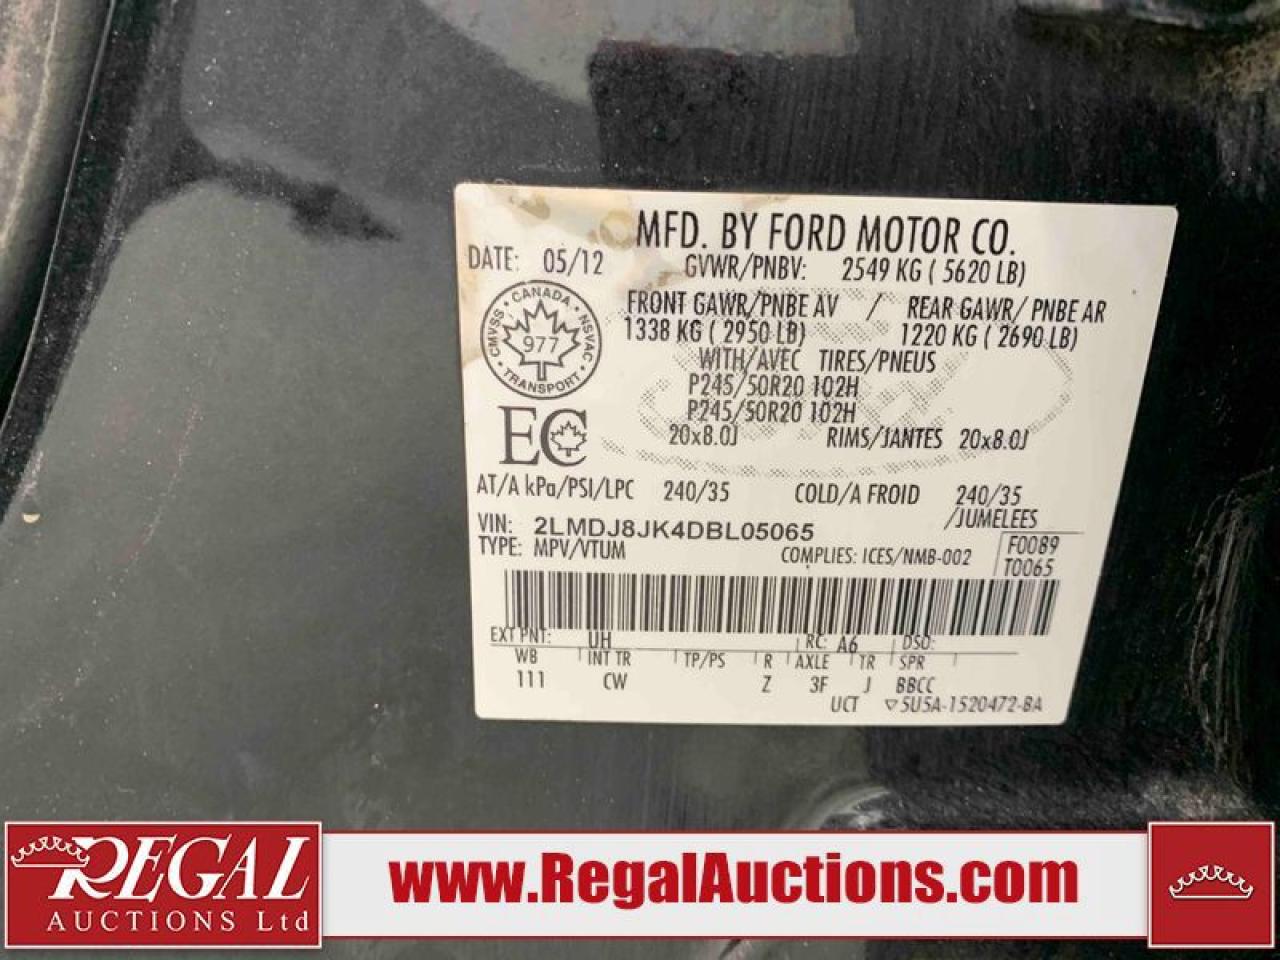 MFD. BY FORD MOTOR CO.
DATE: 05/12
GVWR/PNBV: 2549 KG ( 5620 LB)
CANADA · NSVAC · TRANSPORT · CMVSS
977
FRONT GAWR/PNBE AV / REAR GAWR/ PNBE AR
1338 KG ( 2950 LB) 1220 KG ( 2690 LB)
WITH/AVEC TIRES/PNEUS
P245/50R20 102H
P245/50R20 102H
EC
20x8.0J RIMS/JANTES 20x8.0J
AT/A kPa/PSI/LPC 240/35 COLD/A FROID 240/35
/JUMELEES
VIN: 2LMDJ8JK4DBL05065
TYPE: MPV/VTUM COMPLIES: ICES/NMB-002
F0089
T0065
EXT PNT: UH RC: A6 DSO:
WB INT TR TP/PS R AXLE TR SPR
111 CW Z 3F J BBCC
UCT ▽5U5A-1520472-BA
REGAL
AUCTIONS Ltd
www.RegalAuctions.com